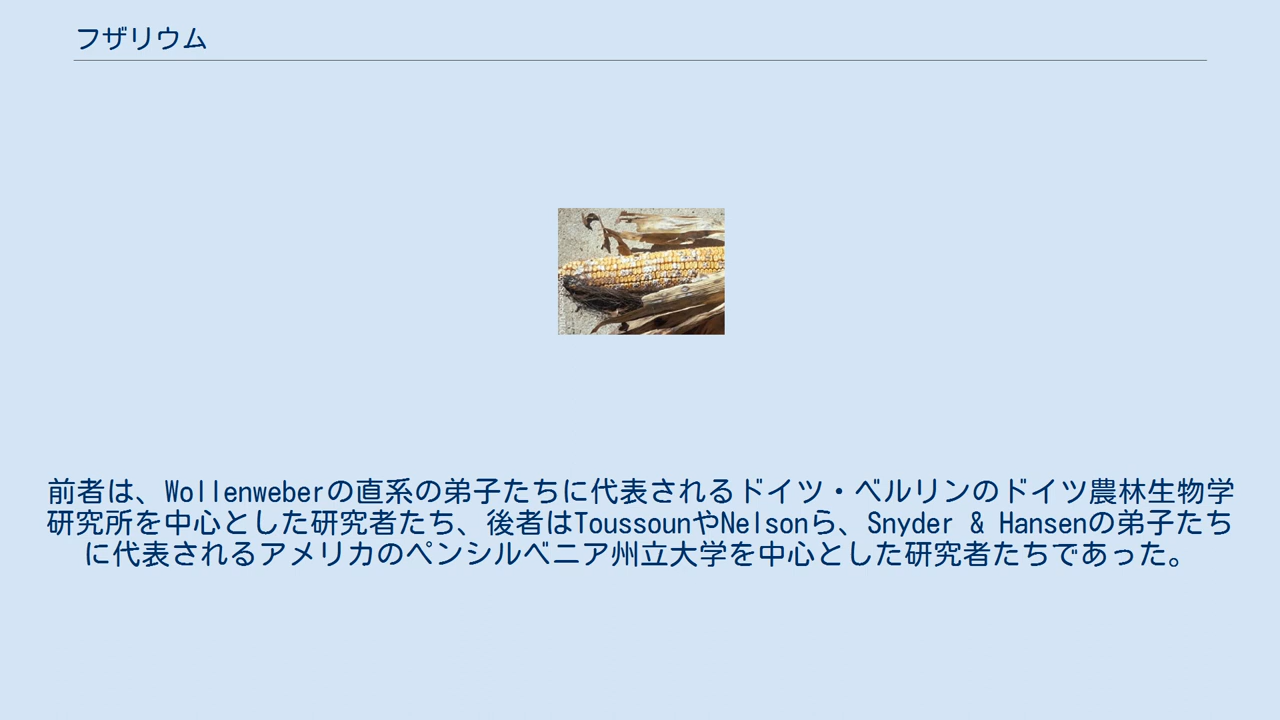 フザリウム
前者は、Wollenweberの直系の弟子たちに代表されるドイツ・ベルリンのドイツ農林生物学
研究所を中心とした研究者たち、後者はToussounやNelsonら、Snyder & Hansenの弟子たち
に代表されるアメリカのペンシルベニア州立大学を中心とした研究者たちであった。